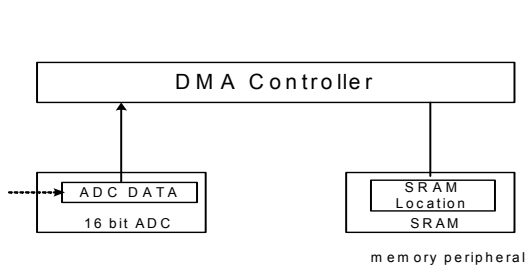 DMA Controller
ADC DATA
16 bit ADC
SRAM
Location
SRAM
memory peripheral